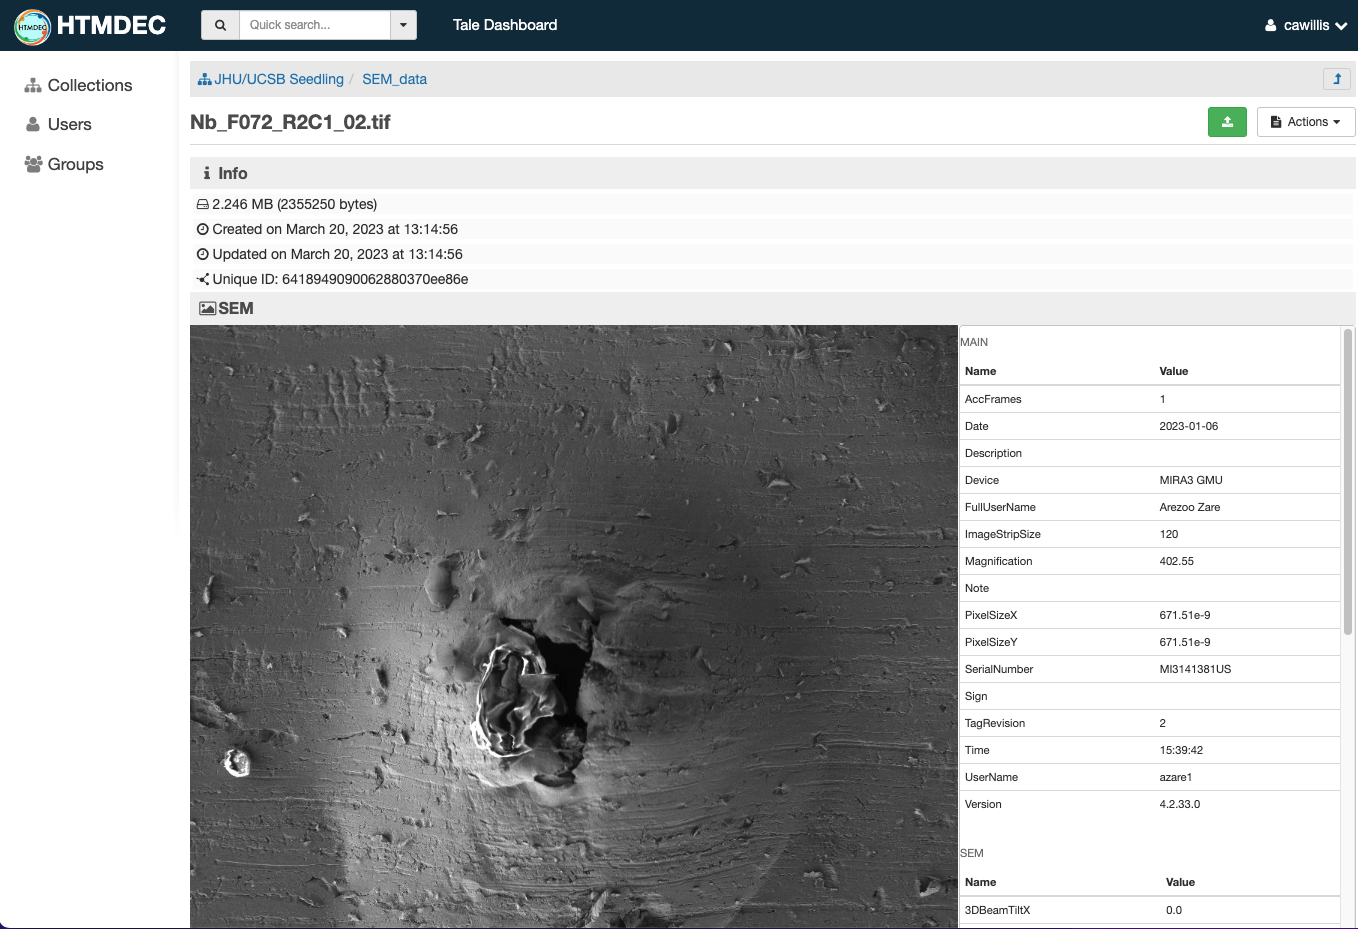 HTMDEC HTMDEC Quick search... Tale Dashboard cawillis
Collections
Users
Groups
JHU/UCSB Seedling / SEM_data
Nb_F072_R2C1_02.tif Actions
Info
2.246 MB (2355250 bytes)
Created on March 20, 2023 at 13:14:56
Updated on March 20, 2023 at 13:14:56
Unique ID: 6418949090062880370ee86e
SEM
MAIN
Name Value
AccFrames 1
Date 2023-01-06
Description
Device MIRA3 GMU
FullUserName Arezoo Zare
ImageStripSize 120
Magnification 402.55
Note
PixelSizeX 671.51e-9
PixelSizeY 671.51e-9
SerialNumber MI3141381US
Sign
TagRevision 2
Time 15:39:42
UserName azare1
Version 4.2.33.0
SEM
Name Value
3DBeamTiltX 0.0